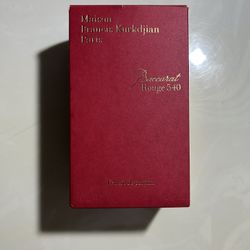 Maison
Francis Kurkdjian
Paris
Baccarat
Rouge 540